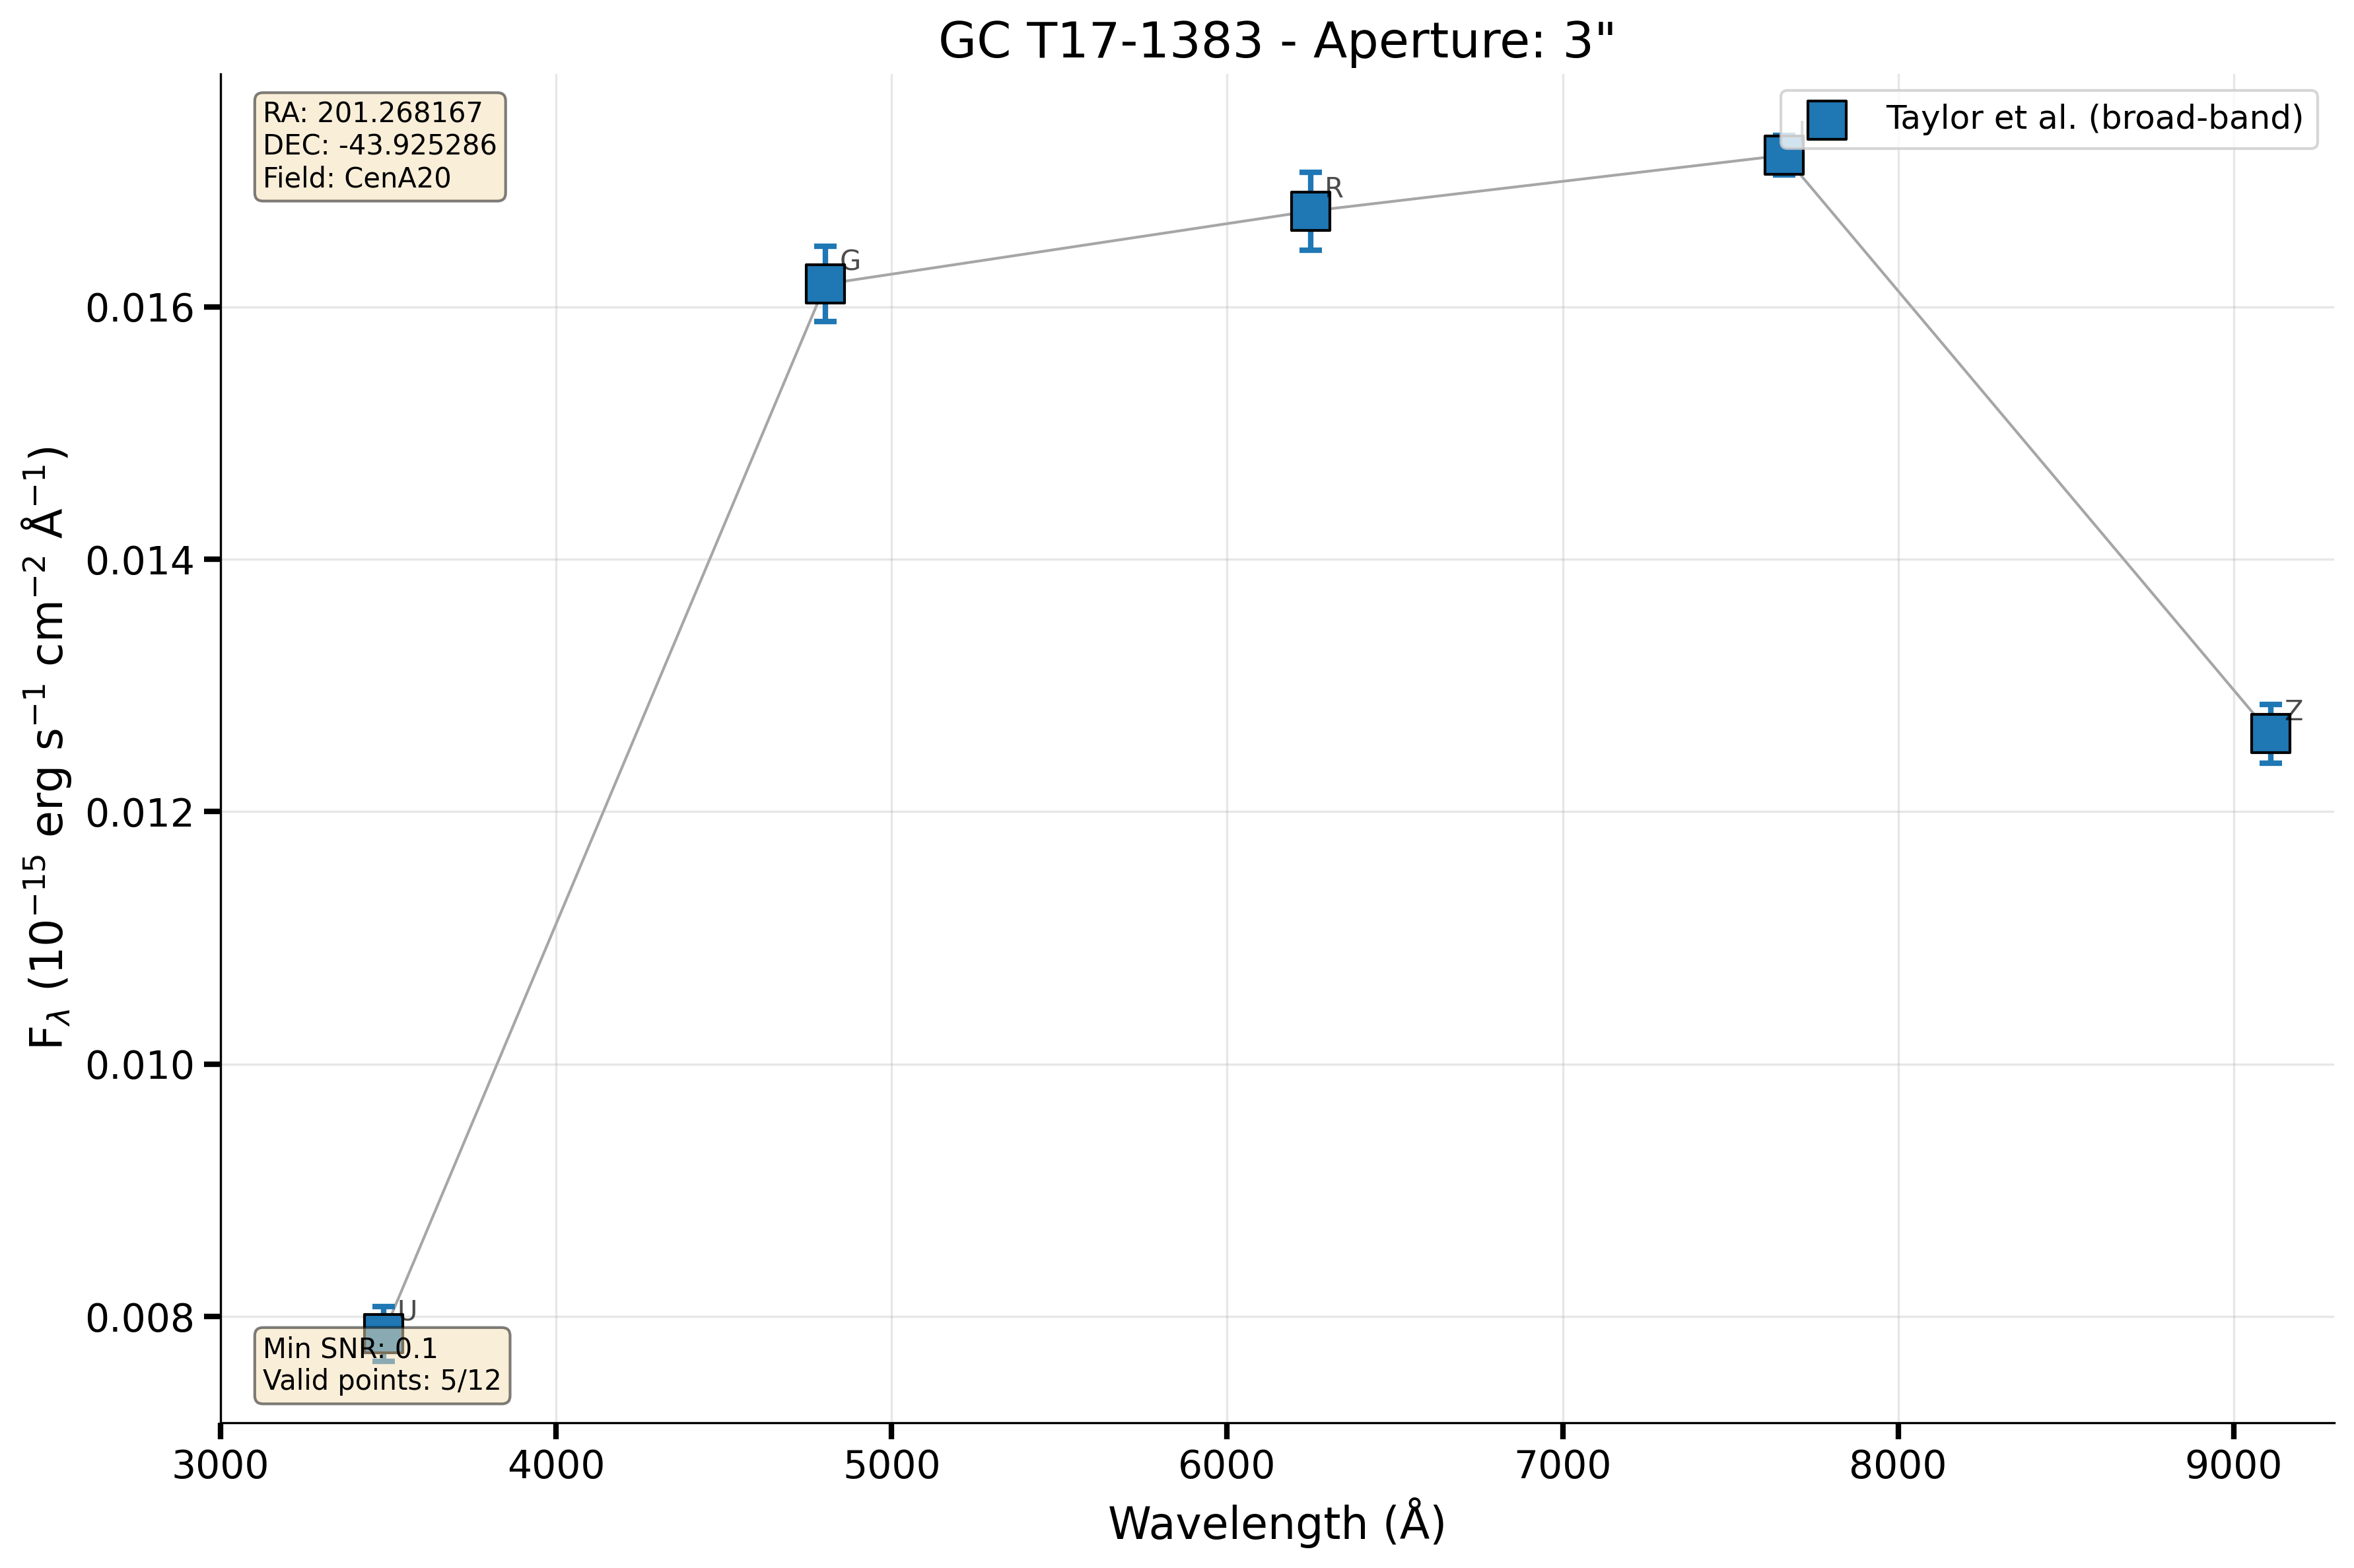 GC T17-1383 - Aperture: 3"
RA: 201.268167
DEC: -43.925286
Field: CenA20
Taylor et al. (broad-band)
G
R
Z
U
Min SNR: 0.1
Valid points: 5/12
0.016
0.014
0.012
0.010
0.008
3000 4000 5000 6000 7000 8000 9000
Wavelength (Å)
F_λ (10⁻¹⁵ erg s⁻¹ cm⁻² Å⁻¹)